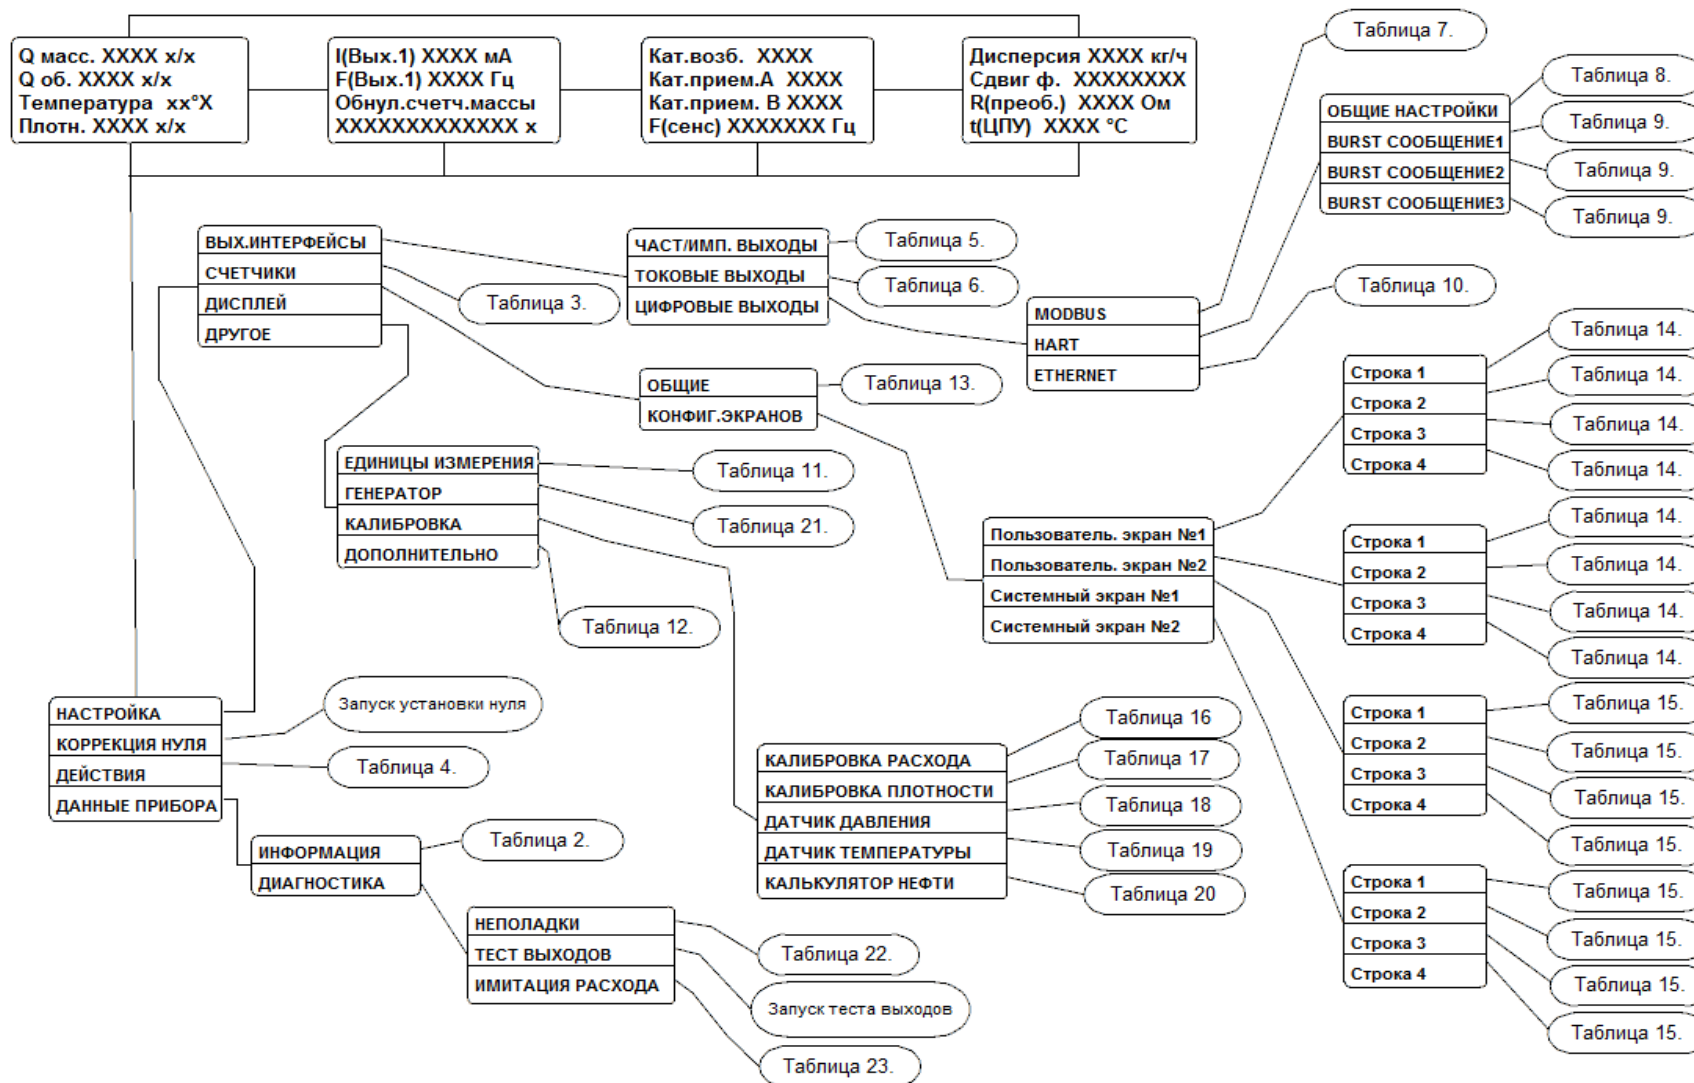 Q масс. XXXX х/х
Q об. XXXX х/х
Температура хх°X
Плотн. XXXX х/х
I(Вых.1) XXXX мА
F(Вых.1) XXXX Гц
Обнул.счетч.массы
XXXXXXXXXXXXX х
Кат.возб. XXXX
Кат.прием.А XXXX
Кат.прием. В XXXX
F(сенс) XXXXXXX Гц
Дисперсия XXXX кг/ч
Сдвиг ф. XXXXXXXX
R(преоб.) XXXX Ом
t(ЦПУ) XXXX °C
Таблица 7.
ОБЩИЕ НАСТРОЙКИ
BURST СООБЩЕНИЕ1
BURST СООБЩЕНИЕ2
BURST СООБЩЕНИЕ3
Таблица 8.
Таблица 9.
Таблица 9.
Таблица 9.
ВЫХ.ИНТЕРФЕЙСЫ
СЧЕТЧИКИ
ДИСПЛЕЙ
ДРУГОЕ
Таблица 3.
ЧАСТ/ИМП. ВЫХОДЫ
ТОКОВЫЕ ВЫХОДЫ
ЦИФРОВЫЕ ВЫХОДЫ
Таблица 5.
Таблица 6.
MODBUS
HART
ETHERNET
Таблица 10.
ОБЩИЕ
КОНФИГ.ЭКРАНОВ
Таблица 13.
ЕДИНИЦЫ ИЗМЕРЕНИЯ
ГЕНЕРАТОР
КАЛИБРОВКА
ДОПОЛНИТЕЛЬНО
Таблица 11.
Таблица 21.
Таблица 12.
Пользователь. экран №1
Пользователь. экран №2
Системный экран №1
Системный экран №2
Строка 1
Строка 2
Строка 3
Строка 4
Таблица 14.
Таблица 14.
Таблица 14.
Таблица 14.
Строка 1
Строка 2
Строка 3
Строка 4
Таблица 14.
Таблица 14.
Таблица 14.
Таблица 14.
Строка 1
Строка 2
Строка 3
Строка 4
Таблица 15.
Таблица 15.
Таблица 15.
Таблица 15.
Строка 1
Строка 2
Строка 3
Строка 4
Таблица 15.
Таблица 15.
Таблица 15.
Таблица 15.
НАСТРОЙКА
КОРРЕКЦИЯ НУЛЯ
ДЕЙСТВИЯ
ДАННЫЕ ПРИБОРА
Запуск установки нуля
Таблица 4.
КАЛИБРОВКА РАСХОДА
КАЛИБРОВКА ПЛОТНОСТИ
ДАТЧИК ДАВЛЕНИЯ
ДАТЧИК ТЕМПЕРАТУРЫ
КАЛЬКУЛЯТОР НЕФТИ
Таблица 16
Таблица 17
Таблица 18
Таблица 19
Таблица 20
ИНФОРМАЦИЯ
ДИАГНОСТИКА
Таблица 2.
НЕПОЛАДКИ
ТЕСТ ВЫХОДОВ
ИМИТАЦИЯ РАСХОДА
Таблица 22.
Запуск теста выходов
Таблица 23.